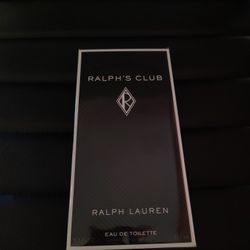 RALPH'S CLUB
R
RALPH LAUREN
EAU DE TOILETTE